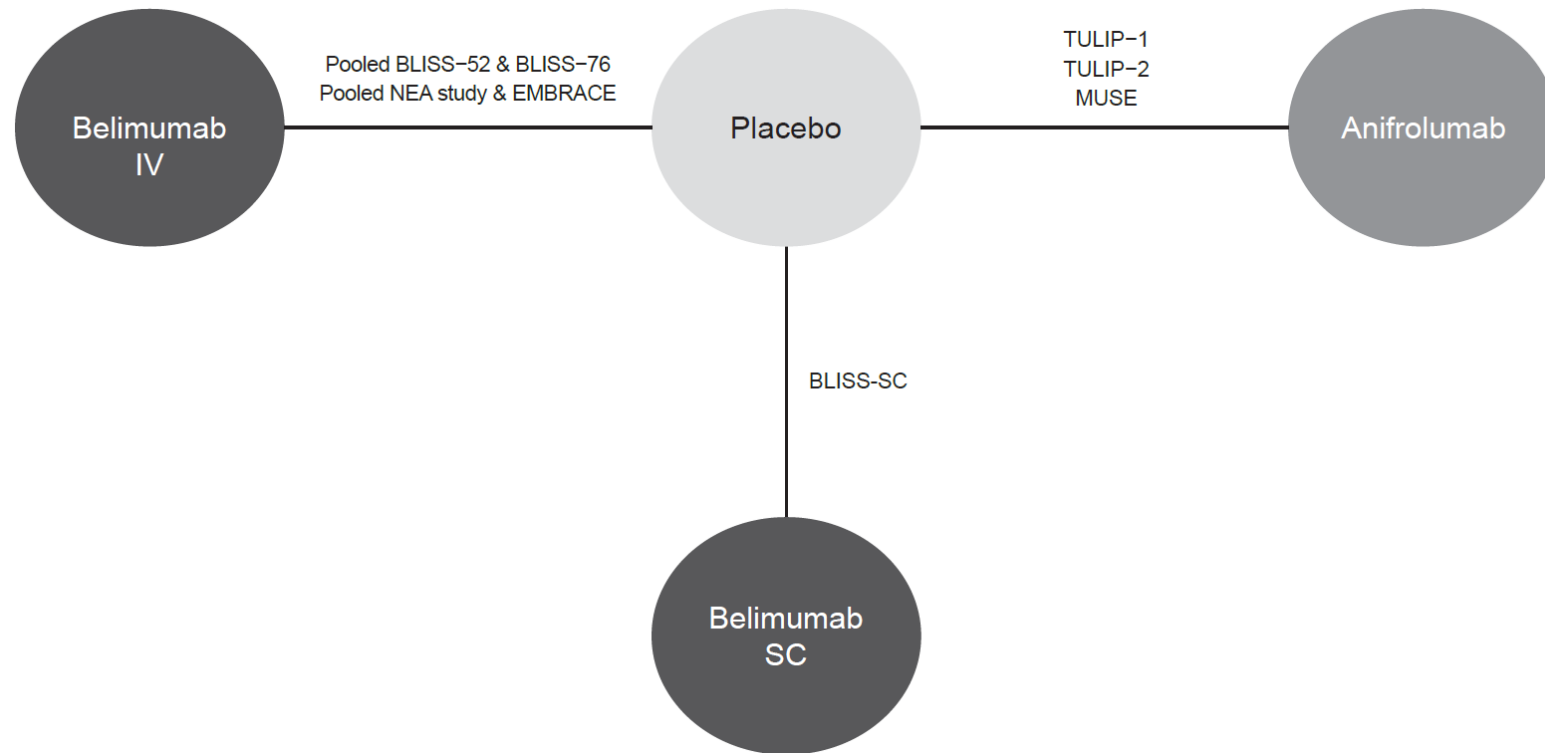 Pooled BLISS−52 & BLISS−76
Pooled NEA study & EMBRACE
TULIP−1
TULIP−2
MUSE
Belimumab
IV
Placebo
Anifrolumab
BLISS-SC
Belimumab
SC